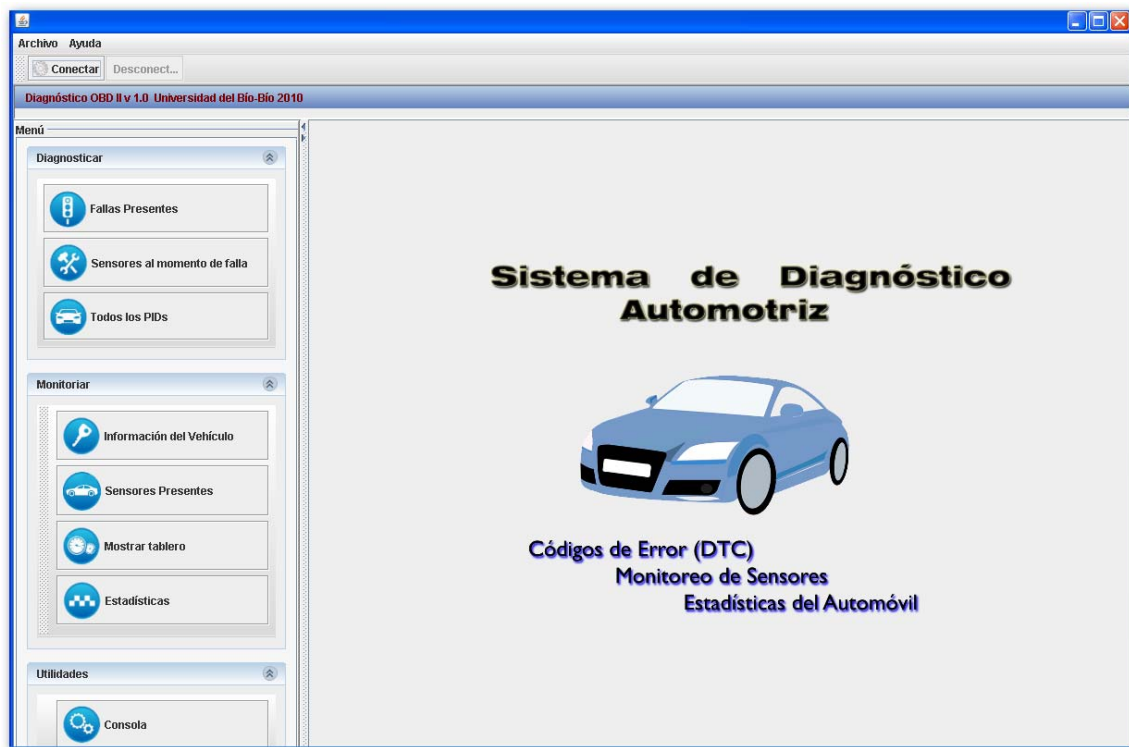 Archivo Ayuda
Conectar Desconect...
Diagnóstico OBD II v 1.0 Universidad del Bío-Bío 2010
Menú
Diagnosticar
Fallas Presentes
Sensores al momento de falla
Todos los PIDs
Monitoriar
Información del Vehículo
Sensores Presentes
Mostrar tablero
Estadísticas
Utilidades
Consola
Sistema de Diagnóstico
Automotriz
Códigos de Error (DTC)
Monitoreo de Sensores
Estadísticas del Automóvil